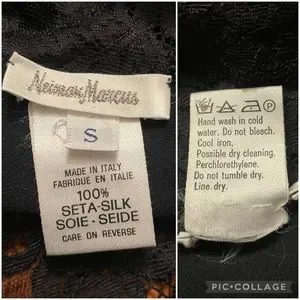 Neiman Marcus
S
MADE IN ITALY
FABRIQUE EN ITALIE
100%
SETA-SILK
SOIE - SEIDE
CARE ON REVERSE
Hand wash in cold
water. Do not bleach.
Cool iron.
Possible dry cleaning.
Perchlorethylene.
Do not tumble dry.
Line dry.
PIC•COLLAGE